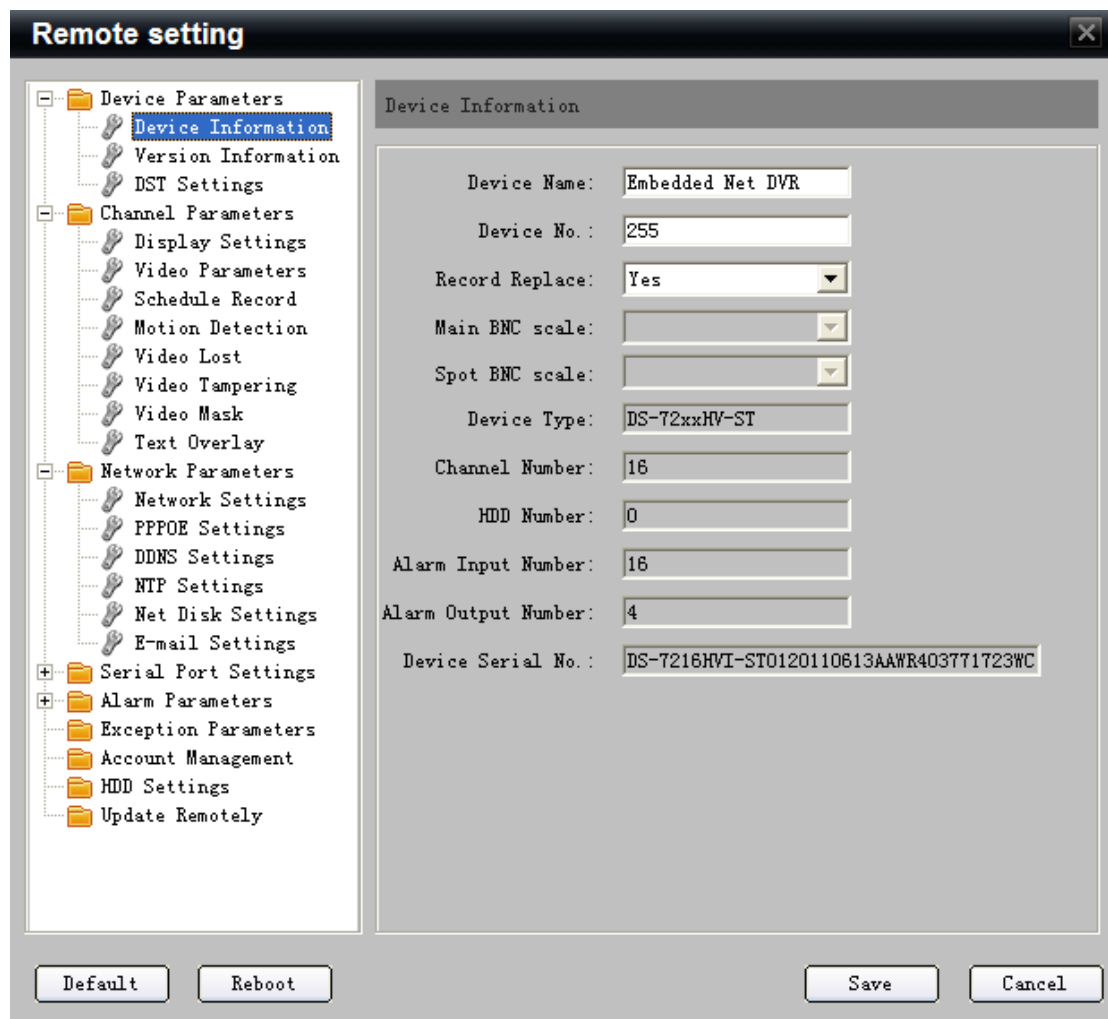 Remote setting
Device Parameters
Device Information
Version Information
DST Settings
Channel Parameters
Display Settings
Video Parameters
Schedule Record
Motion Detection
Video Lost
Video Tampering
Video Mask
Text Overlay
Network Parameters
Network Settings
PPPOE Settings
DDNS Settings
NTP Settings
Net Disk Settings
E-mail Settings
Serial Port Settings
Alarm Parameters
Exception Parameters
Account Management
HDD Settings
Update Remotely
Device Information
Device Name: Embedded Net DVR
Device No.: 255
Record Replace: Yes
Main BNC scale:
Spot BNC scale:
Device Type: DS-72xxHV-ST
Channel Number: 16
HDD Number: 0
Alarm Input Number: 16
Alarm Output Number: 4
Device Serial No.: DS-7216HVI-ST0120110613AAWR403771723WC
Default
Reboot
Save
Cancel